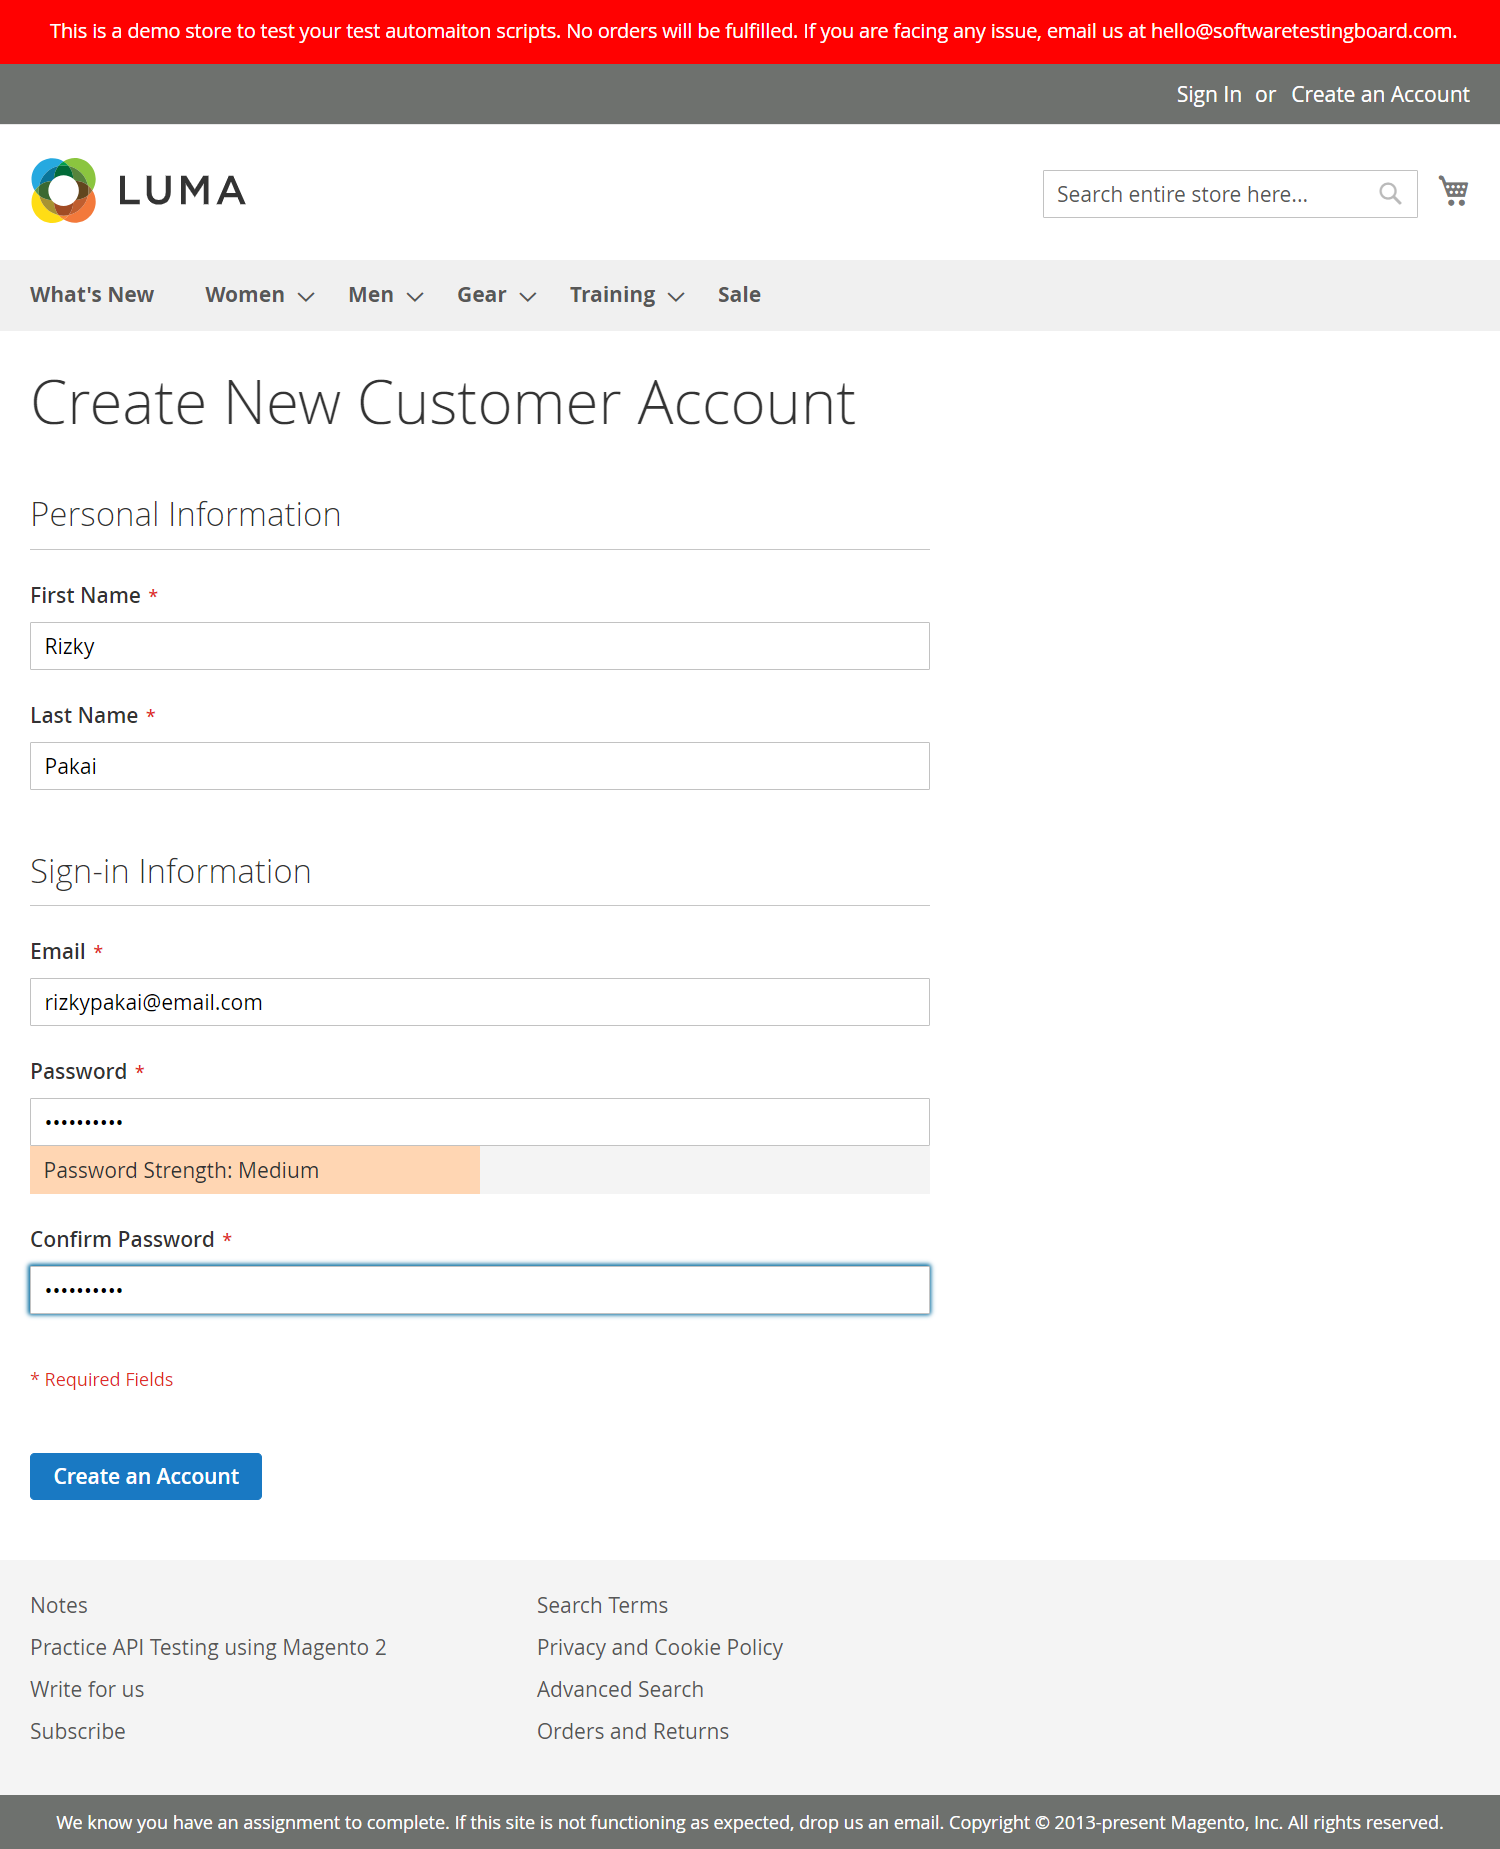 This is a demo store to test your test automaiton scripts. No orders will be fulfilled. If you are facing any issue, email us at hello@softwaretestingboard.com.
Sign In or Create an Account
LUMA
Search entire store here...
What's New Women Men Gear Training Sale
Create New Customer Account
Personal Information
First Name *
Rizky
Last Name *
Pakai
Sign-in Information
Email *
rizkypakai@email.com
Password *
••••••••••
Password Strength: Medium
Confirm Password *
••••••••••
* Required Fields
Create an Account
Notes
Practice API Testing using Magento 2
Write for us
Subscribe
Search Terms
Privacy and Cookie Policy
Advanced Search
Orders and Returns
We know you have an assignment to complete. If this site is not functioning as expected, drop us an email. Copyright © 2013-present Magento, Inc. All rights reserved.